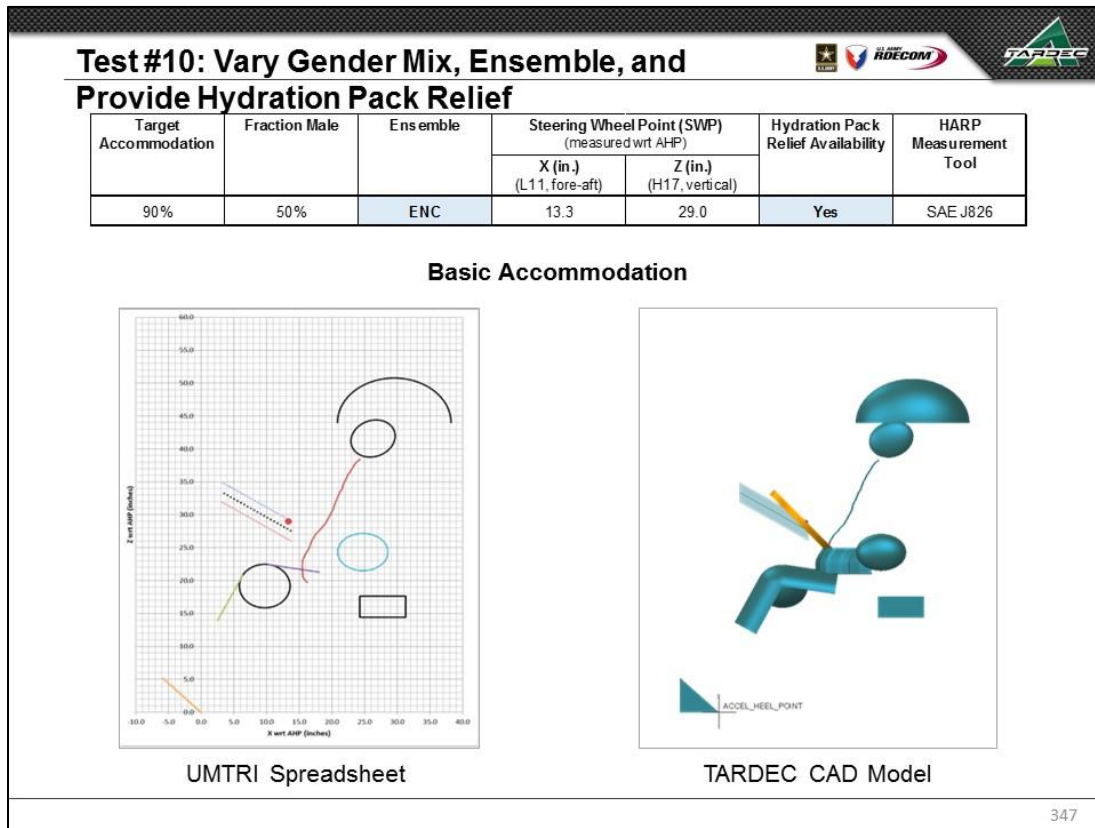 Test #10: Vary Gender Mix, Ensemble, and
Provide Hydration Pack Relief
U.S. ARMY
RDECOM
TARDEC
Target Accommodation
Fraction Male
Ensemble
Steering Wheel Point (SWP)
(measured wrt AHP)
X (in.)
(L11, fore-aft)
Z (in.)
(H17, vertical)
Hydration Pack Relief Availability
HARP Measurement Tool
90%
50%
ENC
13.3
29.0
Yes
SAE J826
Basic Accommodation
60.0
55.0
50.0
45.0
40.0
35.0
30.0
25.0
20.0
15.0
10.0
5.0
0.0
Z wrt AHP (inches)
-10.0 -5.0 0.0 5.0 10.0 15.0 20.0 25.0 30.0 35.0 40.0
X wrt AHP (inches)
ACCEL_HEEL_POINT
UMTRI Spreadsheet
TARDEC CAD Model
347